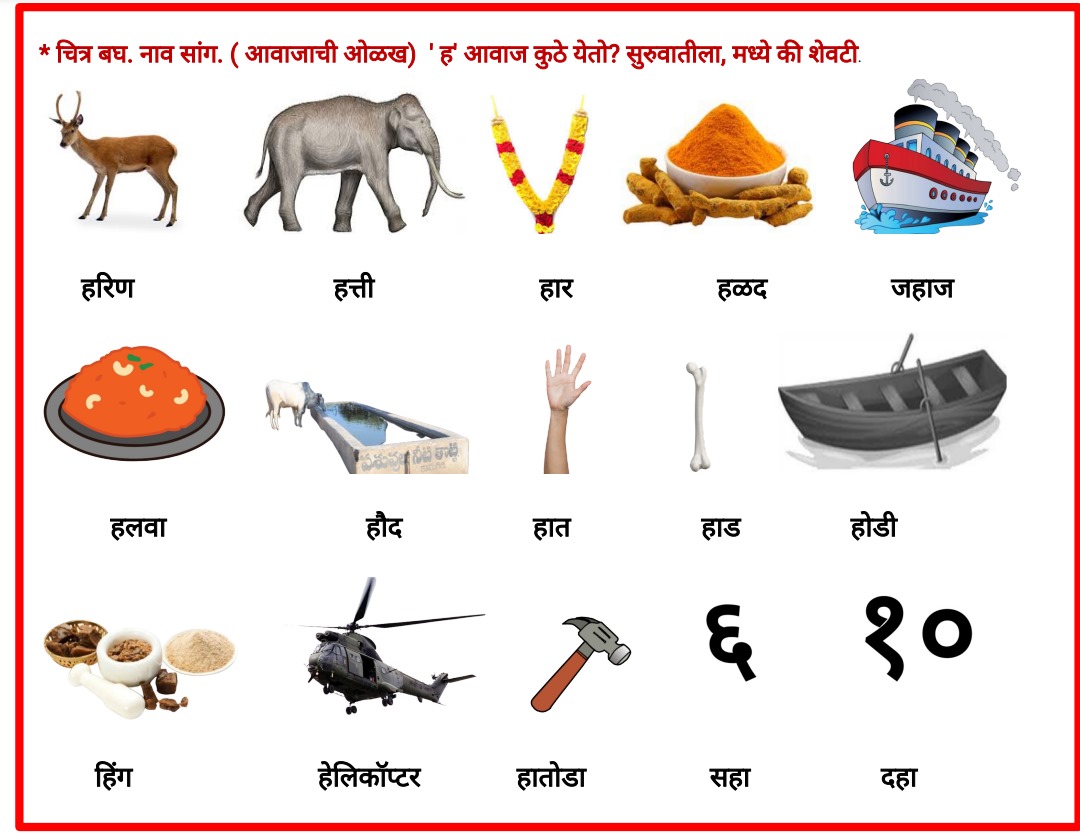 * चित्र बघ. नाव सांग. ( आवाजाची ओळख) ' ह' आवाज कुठे येतो? सुरुवातीला, मध्ये की शेवटी.
हरिण हत्ती हार हळद जहाज
हलवा हौद हात हाड होडी
६ १०
हिंग हेलिकॉप्टर हातोडा सहा दहा